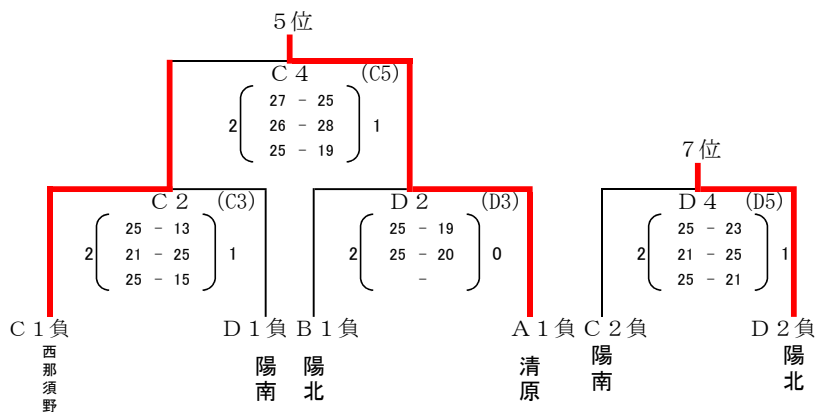 ５位
Ｃ４ (C5)
27 - 25
2 26 - 28 1
25 - 19
７位
Ｃ２ (C3)
Ｄ２ (D3)
Ｄ４ (D5)
25 - 13
2 21 - 25 1
25 - 15
25 - 19
2 25 - 20 0
-
25 - 23
2 21 - 25 1
25 - 21
Ｃ１負
Ｄ１負
Ｂ１負
Ａ１負
Ｃ２負
Ｄ２負
西那須野
陽南
陽北
清原
陽南
陽北